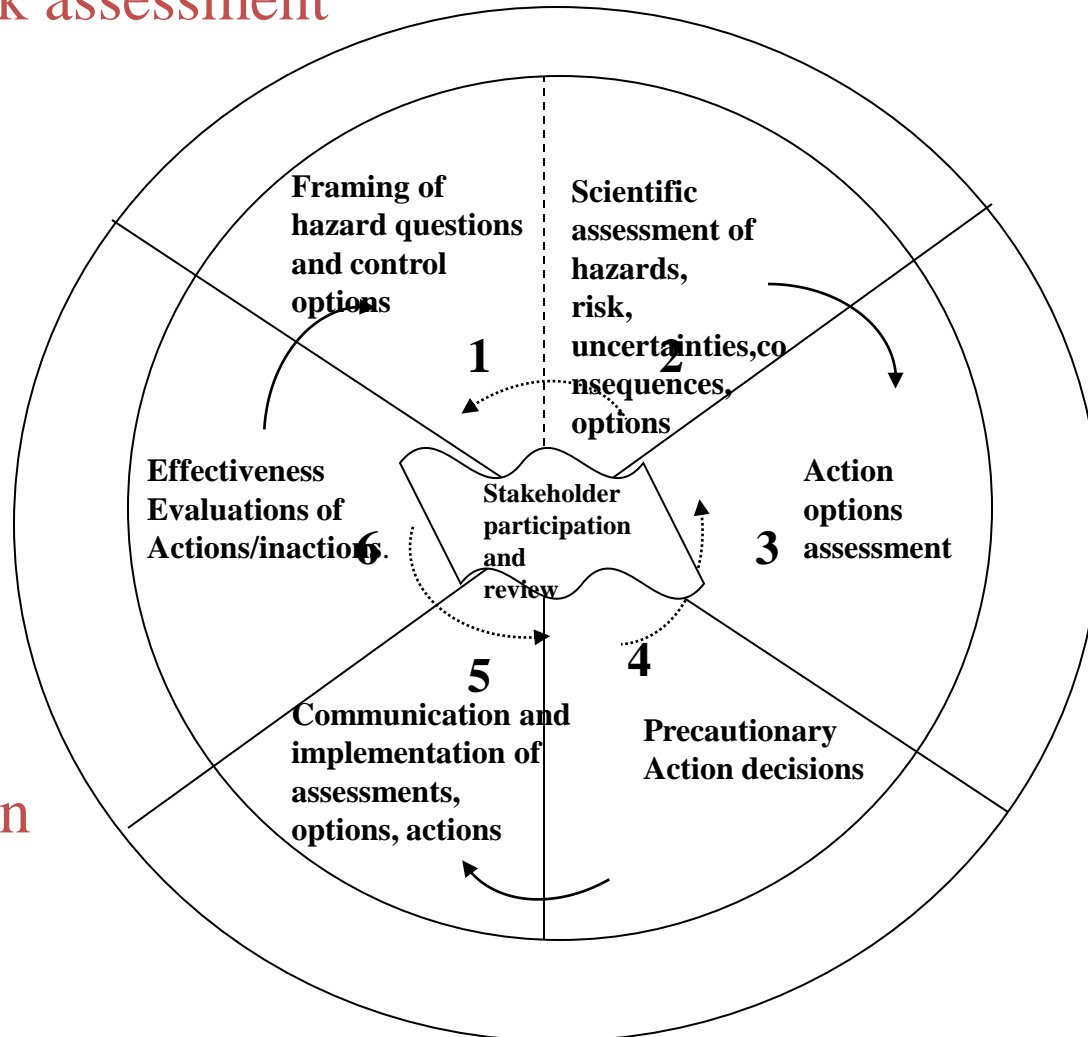 k assessment
Framing of
hazard questions
and control
options
1
Scientific
assessment of
hazards,
risk,
uncertainties,co
nsequences,
options
2
Action
options
assessment
3
Precautionary
Action decisions
4
Communication and
implementation of
assessments,
options, actions
5
Effectiveness
Evaluations of
Actions/inactions.
6
Stakeholder
participation
and
review
n